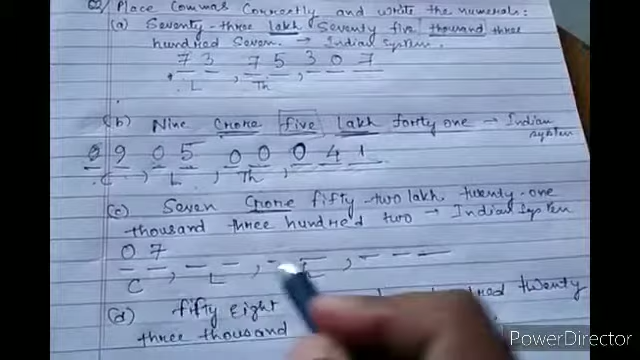 Q2/ Place Commas Correctly and write the numerals:
(a) Seventy-three lakh Seventy five thousand three
hundred Seven. → Indian System.
7 3 , 7 5 , 3 0 7
L Th
(b) Nine Crore five lakh forty one → Indian
System
0 9 , 0 5 , 0 0 , 0 4 1
C L Th
(c) Seven Crore fifty-two lakh twenty-one
thousand three hundred two → Indian System
0 7
C L
(d) fifty eight twenty
three thousand
PowerDirector